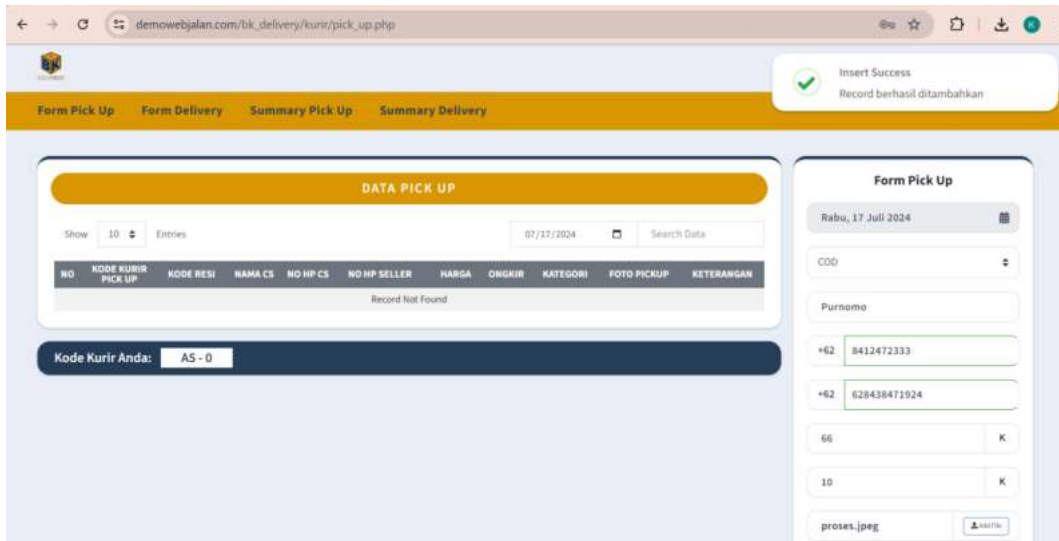 demowebjalan.com/bk_delivery/kurir/pick_up.php
K
BK
Insert Success
Record berhasil ditambahkan
Form Pick Up Form Delivery Summary Pick Up Summary Delivery
DATA PICK UP
Show 10 Entries 07/17/2024 Search Data
NO KODE KURIR PICK UP KODE RESI NAMA CS NO HP CS NO HP SELLER HARGA ONGKIR KATEGORI FOTO PICKUP KETERANGAN
Record Not Found
Kode Kurir Anda: A5 - 0
Form Pick Up
Rabu, 17 Juli 2024
COD
Purnomo
+62 8412472333
+62 628438471924
66 K
10 K
proses.jpeg Add File